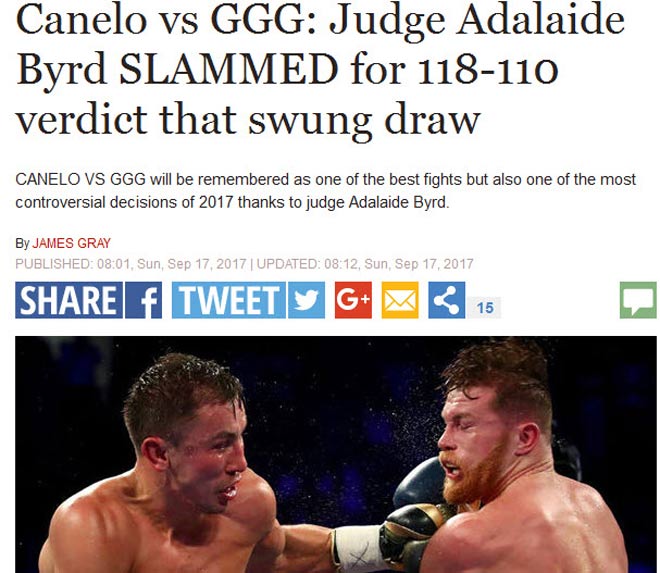 Canelo vs GGG: Judge Adalaide
Byrd SLAMMED for 118-110
verdict that swung draw
CANELO VS GGG will be remembered as one of the best fights but also one of the most
controversial decisions of 2017 thanks to judge Adalaide Byrd.
By JAMES GRAY
PUBLISHED: 08:01, Sun, Sep 17, 2017 | UPDATED: 08:12, Sun, Sep 17, 2017
SHARE f TWEET G+ 15